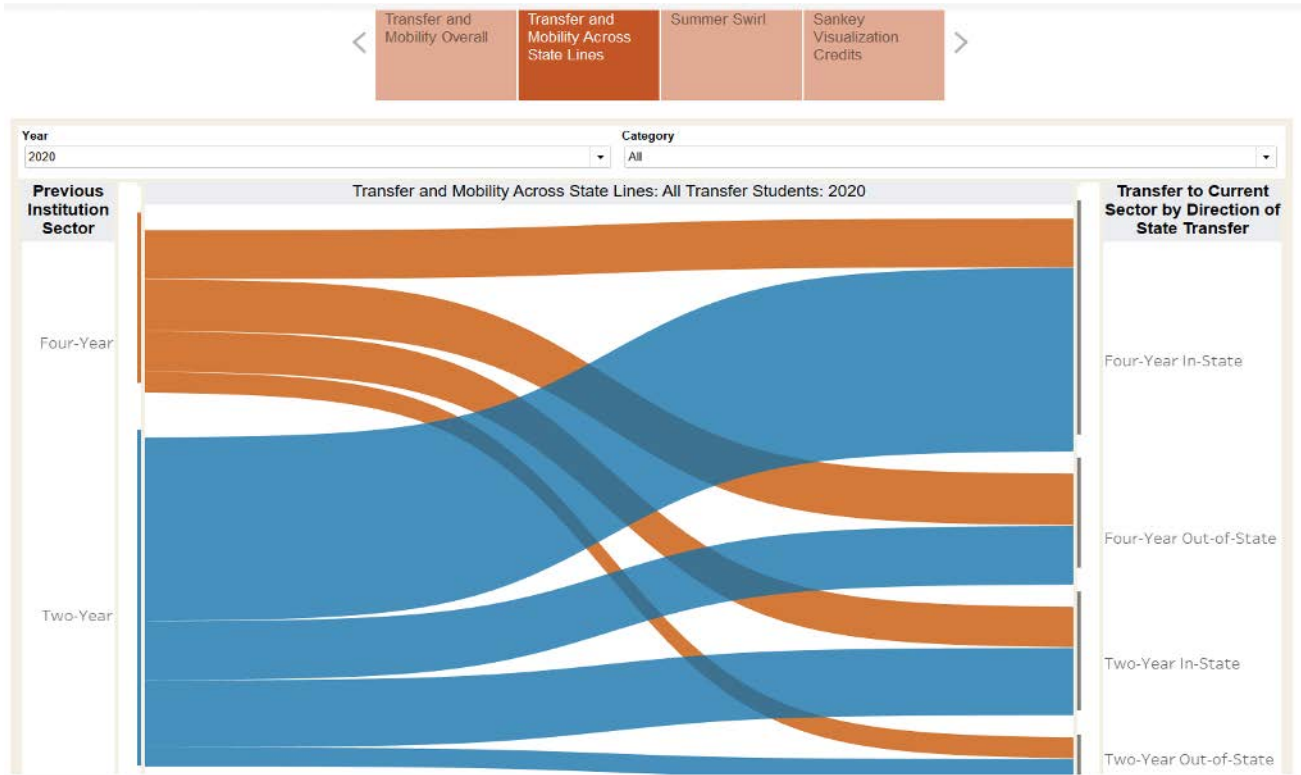 Transfer and
Mobility Overall
Transfer and
Mobility Across
State Lines
Summer Swirl
Sankey
Visualization
Credits
Year
2020
Category
All
Previous
Institution
Sector
Transfer and Mobility Across State Lines: All Transfer Students: 2020
Transfer to Current
Sector by Direction of
State Transfer
Four-Year
Two-Year
Four-Year In-State
Four-Year Out-of-State
Two-Year In-State
Two-Year Out-of-State